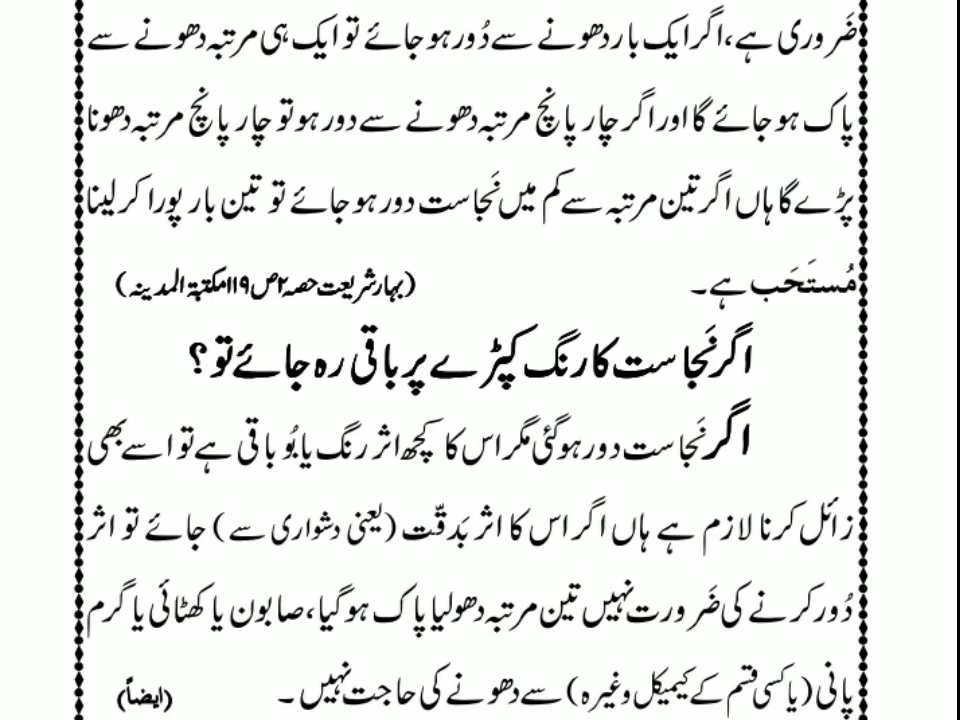 ضَروری ہے، اگر ایک بار دھونے سے دُور ہو جائے تو ایک ہی مرتبہ دھونے سے
پاک ہو جائے گا اور اگر چار پانچ مرتبہ دھونے سے دور ہو تو چار پانچ مرتبہ دھونا
پڑے گا ہاں اگر تین مرتبہ سے کم میں نَجاست دور ہو جائے تو تین بار پورا کر لینا
مُستَحَب ہے۔ (بہار شریعت حصہ ۲ ص ۱۱۹ مکتبۃ المدینہ)
اگر نَجاست کا رنگ کپڑے پر باقی رہ جائے تو؟
اگر نَجاست دور ہو گئی مگر اس کا کچھ اثر رنگ یا بُو باقی ہے تو اسے بھی
زائل کرنا لازم ہے ہاں اگر اس کا اثر بَدقّت (یعنی دشواری سے) جائے تو اثر
دُور کرنے کی ضَرورت نہیں تین مرتبہ دھو لیا پاک ہو گیا، صابون یا کھٹائی یا گرم
پانی (یا کسی قسم کے کیمیکل وغیرہ) سے دھونے کی حاجت نہیں۔ (ایضاً)